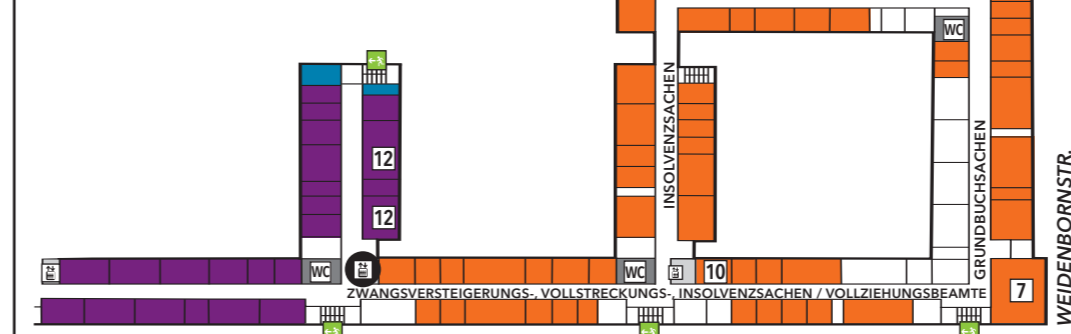 WC
INSOLVENZSACHEN
12
12
GRUNDBUCHSACHEN
WEIDENBORNSTR.
WC
WC
10
7
ZWANGSVERSTEIGERUNGS-, VOLLSTRECKUNGS-, INSOLVENZSACHEN / VOLLZIEHUNGSBEAMTE